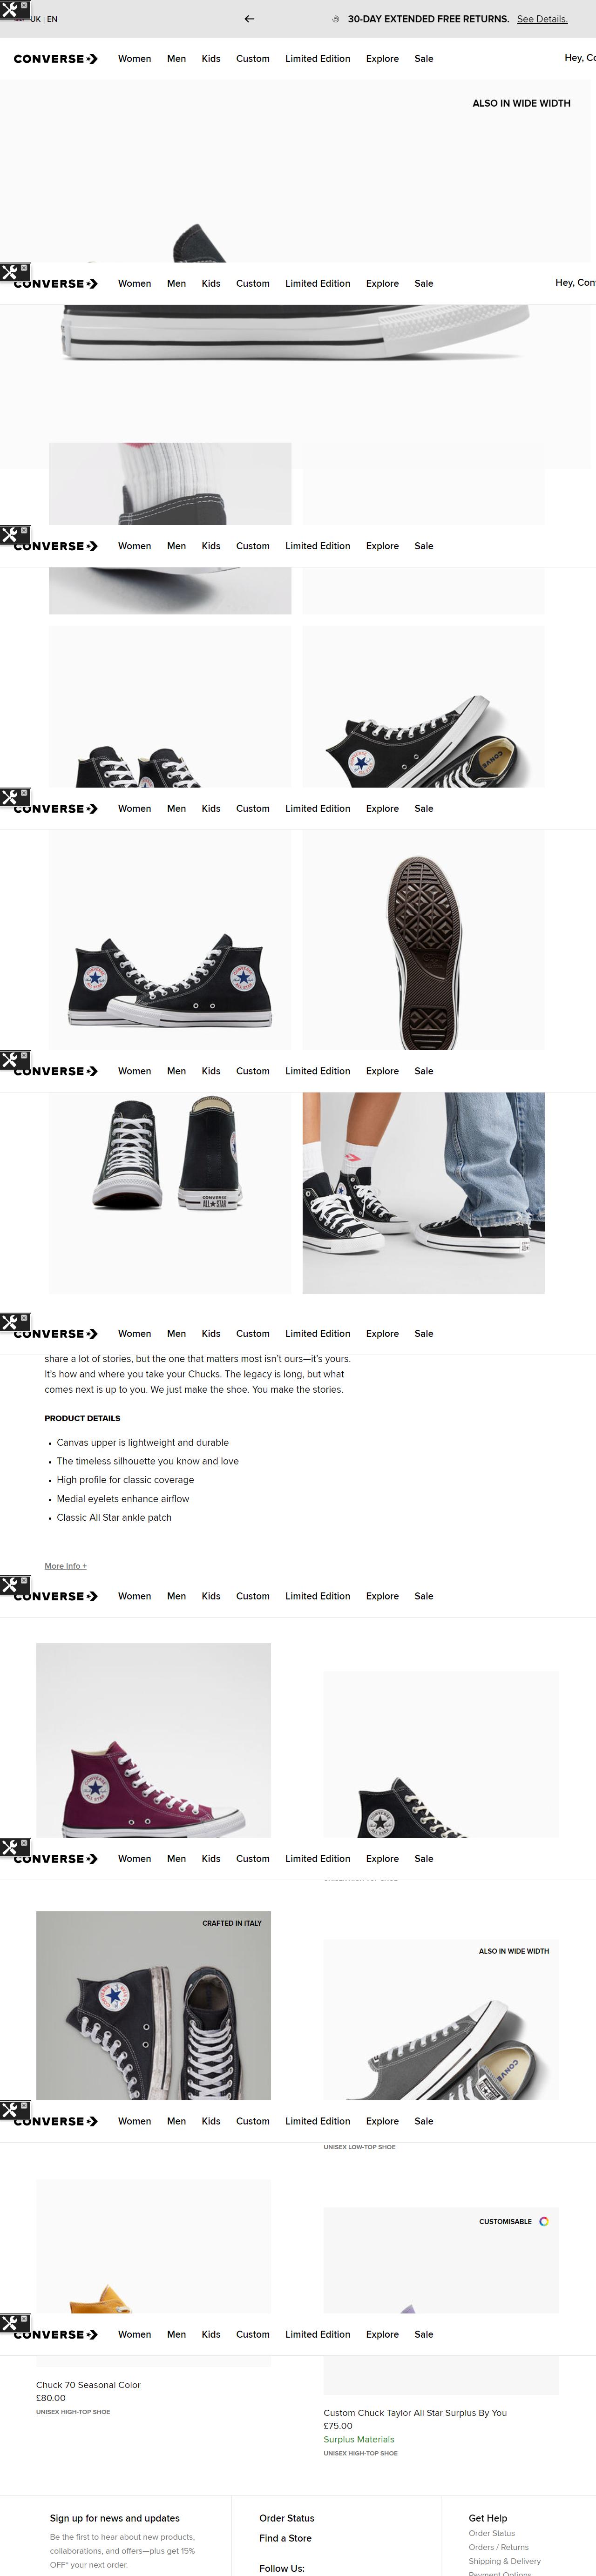 UK | EN
30-DAY EXTENDED FREE RETURNS. See Details.
CONVERSE Women Men Kids Custom Limited Edition Explore Sale
Hey, Co
ALSO IN WIDE WIDTH
CONVERSE Women Men Kids Custom Limited Edition Explore Sale
Hey, Con
CONVERSE Women Men Kids Custom Limited Edition Explore Sale
CONVERSE Women Men Kids Custom Limited Edition Explore Sale
CONVERSE Women Men Kids Custom Limited Edition Explore Sale
CONVERSE
ALL STAR
CONVERSE Women Men Kids Custom Limited Edition Explore Sale
share a lot of stories, but the one that matters most isn't ours—it's yours.
It's how and where you take your Chucks. The legacy is long, but what
comes next is up to you. We just make the shoe. You make the stories.
PRODUCT DETAILS
• Canvas upper is lightweight and durable
• The timeless silhouette you know and love
• High profile for classic coverage
• Medial eyelets enhance airflow
• Classic All Star ankle patch
More Info +
CONVERSE Women Men Kids Custom Limited Edition Explore Sale
CONVERSE
ALL STAR
CONVERSE Women Men Kids Custom Limited Edition Explore Sale
CRAFTED IN ITALY
ALSO IN WIDE WIDTH
CONVERSE Women Men Kids Custom Limited Edition Explore Sale
UNISEX LOW-TOP SHOE
CUSTOMISABLE
CONVERSE Women Men Kids Custom Limited Edition Explore Sale
Chuck 70 Seasonal Color
£80.00
UNISEX HIGH-TOP SHOE
Custom Chuck Taylor All Star Surplus By You
£75.00
Surplus Materials
UNISEX HIGH-TOP SHOE
Sign up for news and updates
Be the first to hear about new products,
collaborations, and offers—plus get 15%
OFF* your next order.
Order Status
Find a Store
Follow Us:
Get Help
Order Status
Orders / Returns
Shipping & Delivery
Payment Options